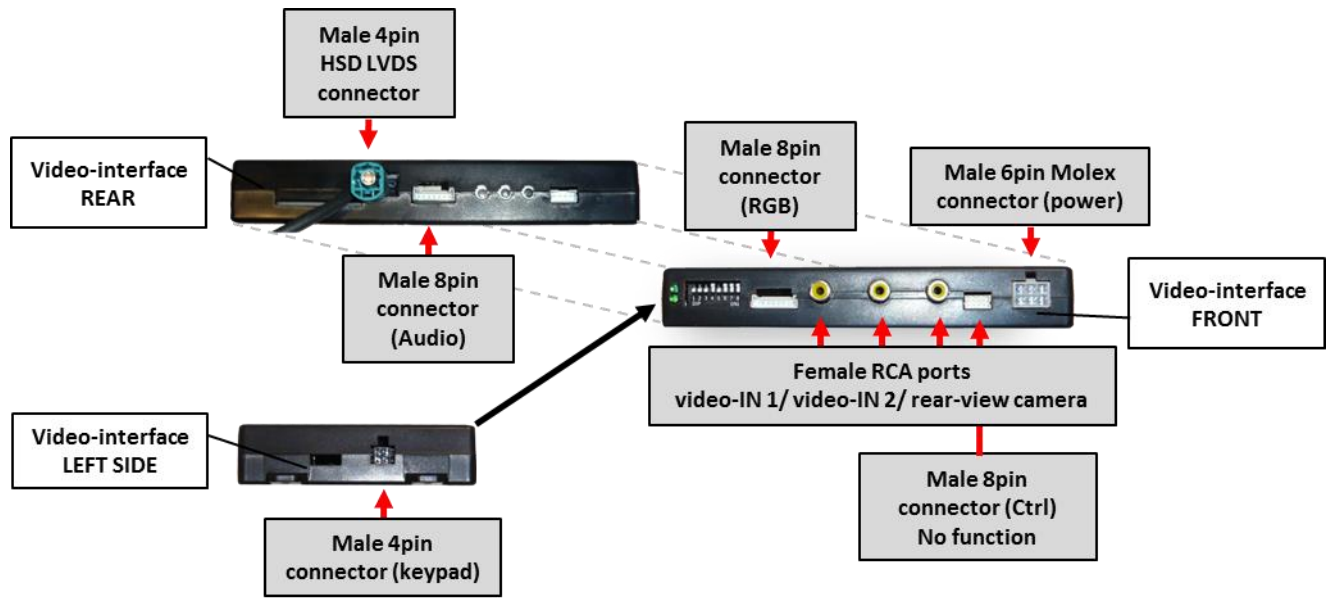 Male 4pin
HSD LVDS
connector
Video-interface
REAR
Male 8pin
connector
(RGB)
Male 6pin Molex
connector (power)
Male 8pin
connector
(Audio)
Video-interface
FRONT
Female RCA ports
video-IN 1/ video-IN 2/ rear-view camera
Video-interface
LEFT SIDE
Male 8pin
connector (Ctrl)
No function
Male 4pin
connector (keypad)